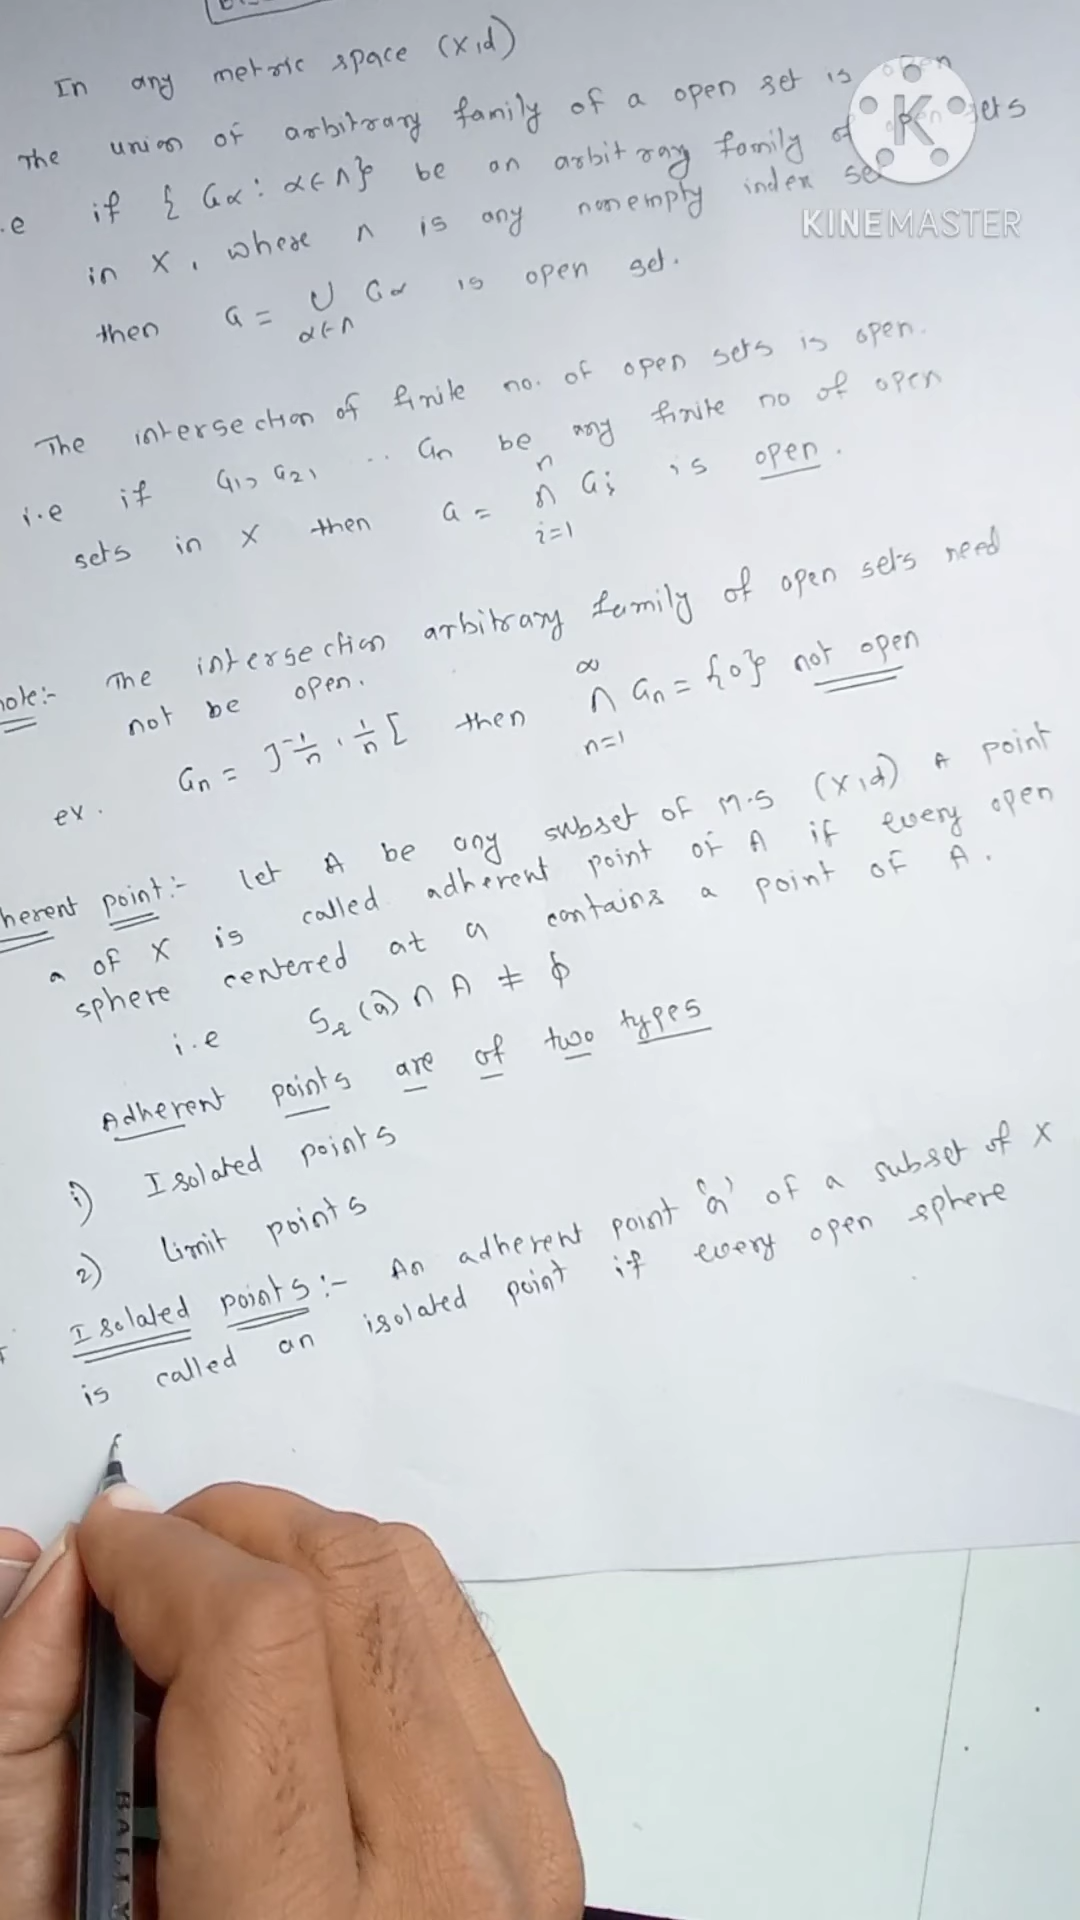 In any metric space (X,d)
The union of arbitrary family of a open set is open
.e if { Gα : α∈Λ} be an arbitrary family of open sets
in X, where Λ is any nonempty index set
then G = ∪ Gα is open set.
α∈Λ
The intersection of finite no. of open sets is open.
i.e if G1, G2, .. Gn be any finite no of open
sets in X then G = ∩ Gi is open.
n
i=1
note:- The intersection arbitrary family of open sets need
not be open.
ex. Gn = ]-1/n, 1/n[ then ∩ Gn = {0} not open
∞
n=1
herent point:- let A be any subset of M.S (X,d) A point
a of X is called adherent point of A if every open
sphere centered at a contains a point of A.
i.e Sr(a) ∩ A ≠ ϕ
Adherent points are of two types
1) Isolated points
2) limit points
Isolated points:- An adherent point 'a' of a subset of X
is called an isolated point if every open sphere
KINEMASTER
K
BALLY